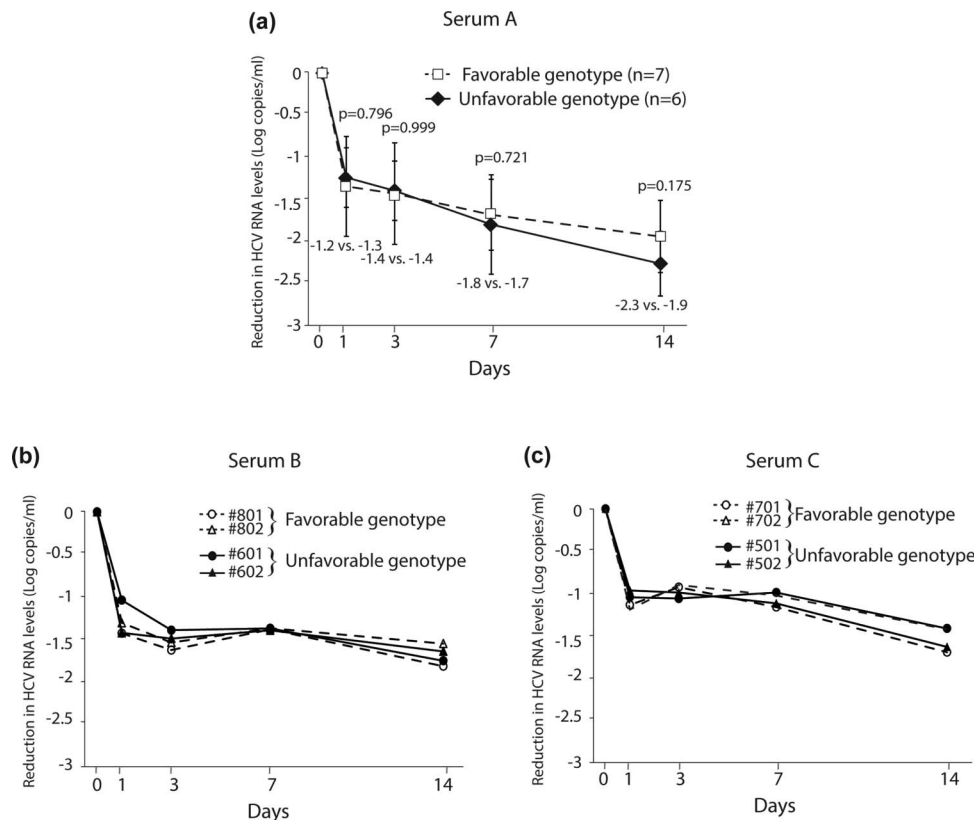 (a) Serum A
Reduction in HCV RNA levels (Log copies/ml)
0
-0.5
-1
-1.5
-2
-2.5
-3
Favorable genotype (n=7)
Unfavorable genotype (n=6)
p=0.796
p=0.999
p=0.721
p=0.175
-1.2 vs. -1.3
-1.4 vs. -1.4
-1.8 vs. -1.7
-2.3 vs. -1.9
0 1 3 7 14
Days
(b) Serum B
Reduction in HCV RNA levels (Log copies/ml)
0
-0.5
-1
-1.5
-2
-2.5
-3
#801
#802
Favorable genotype
#601
#602
Unfavorable genotype
0 1 3 7 14
Days
(c) Serum C
Reduction in HCV RNA levels (Log copies/ml)
0
-0.5
-1
-1.5
-2
-2.5
-3
#701
#702
Favorable genotype
#501
#502
Unfavorable genotype
0 1 3 7 14
Days